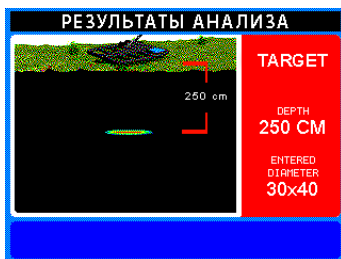 РЕЗУЛЬТАТЫ АНАЛИЗА
TARGET
250 cm
DEPTH
250 CM
ENTERED
DIAMETER
30x40